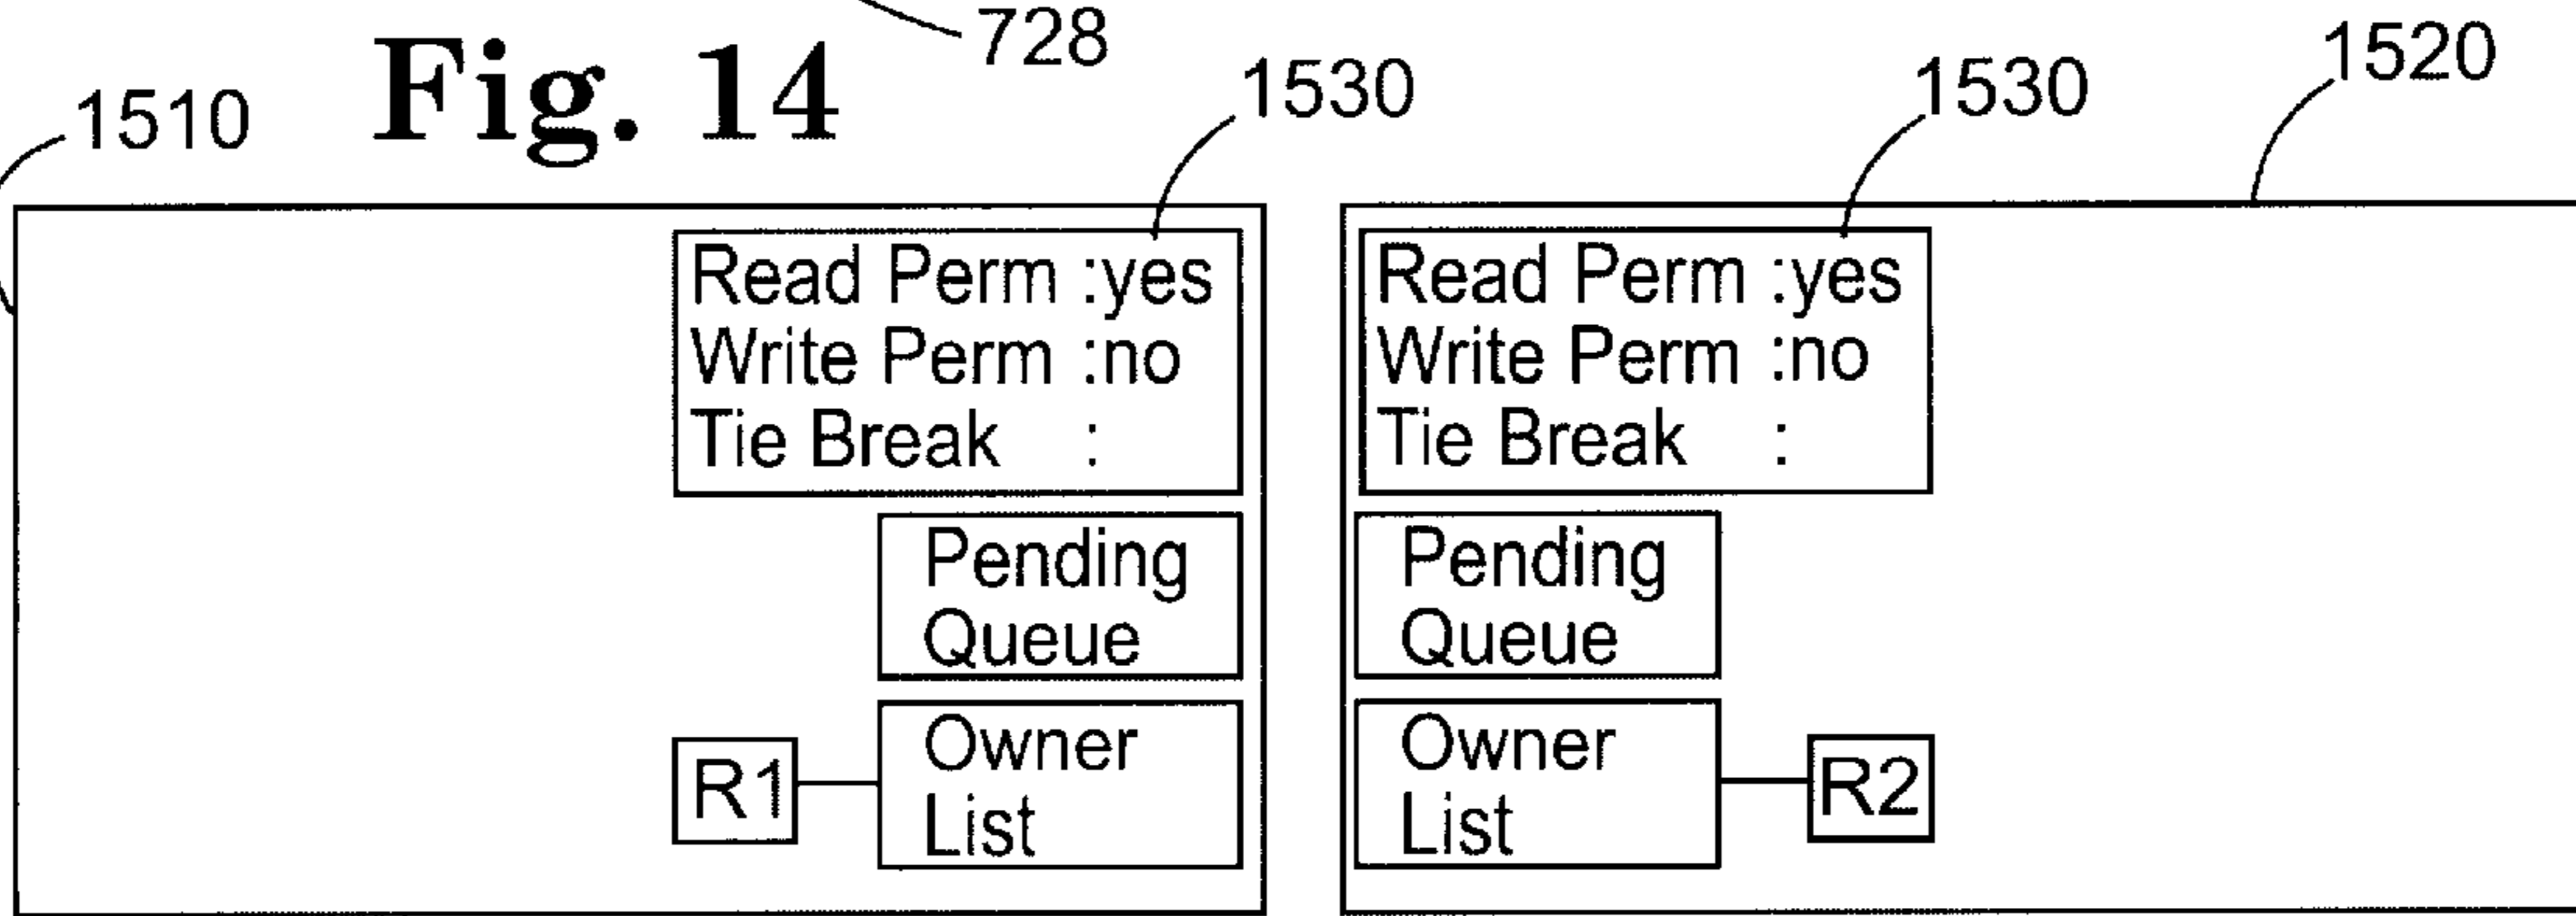 728
Fig. 14
1510
1530
1530
1520
Read Perm :yes
Write Perm :no
Tie Break :
Pending
Queue
Owner
List
R1
Read Perm :yes
Write Perm :no
Tie Break :
Pending
Queue
Owner
List
R2